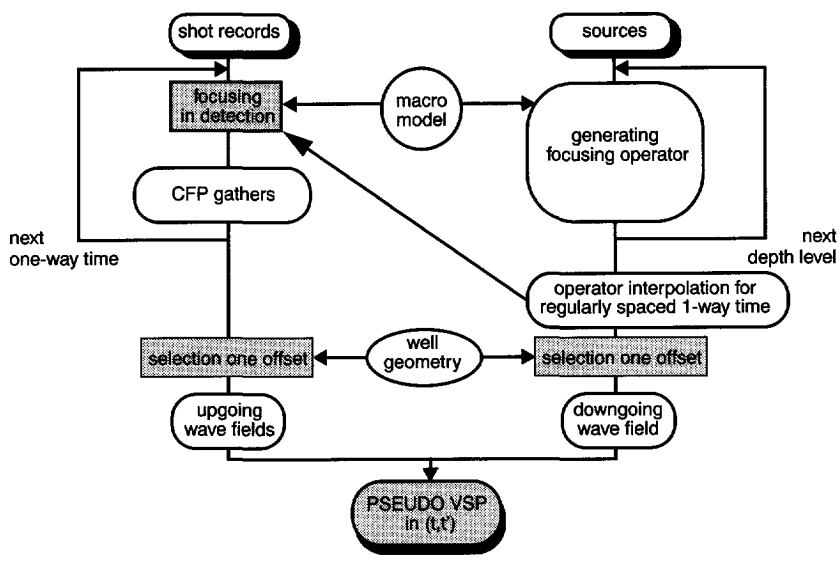 shot records
sources
focusing
in detection
macro
model
generating
focusing operator
CFP gathers
next
one-way time
next
depth level
operator interpolation for
regularly spaced 1-way time
selection one offset
well
geometry
selection one offset
upgoing
wave fields
downgoing
wave field
PSEUDO VSP
in (t,t')